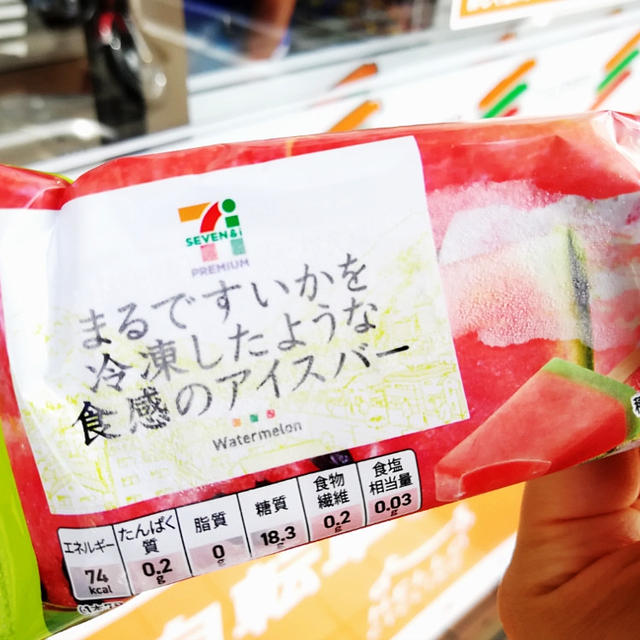 SEVEN&i
PREMIUM
まるですいかを
冷凍したような
食感のアイスバー
Watermelon
エネルギー
74
kcal
たんぱく
質
0.2
g
脂質
0
g
糖質
18.3
g
食物
繊維
0.2
g
食塩
相当量
0.03
g